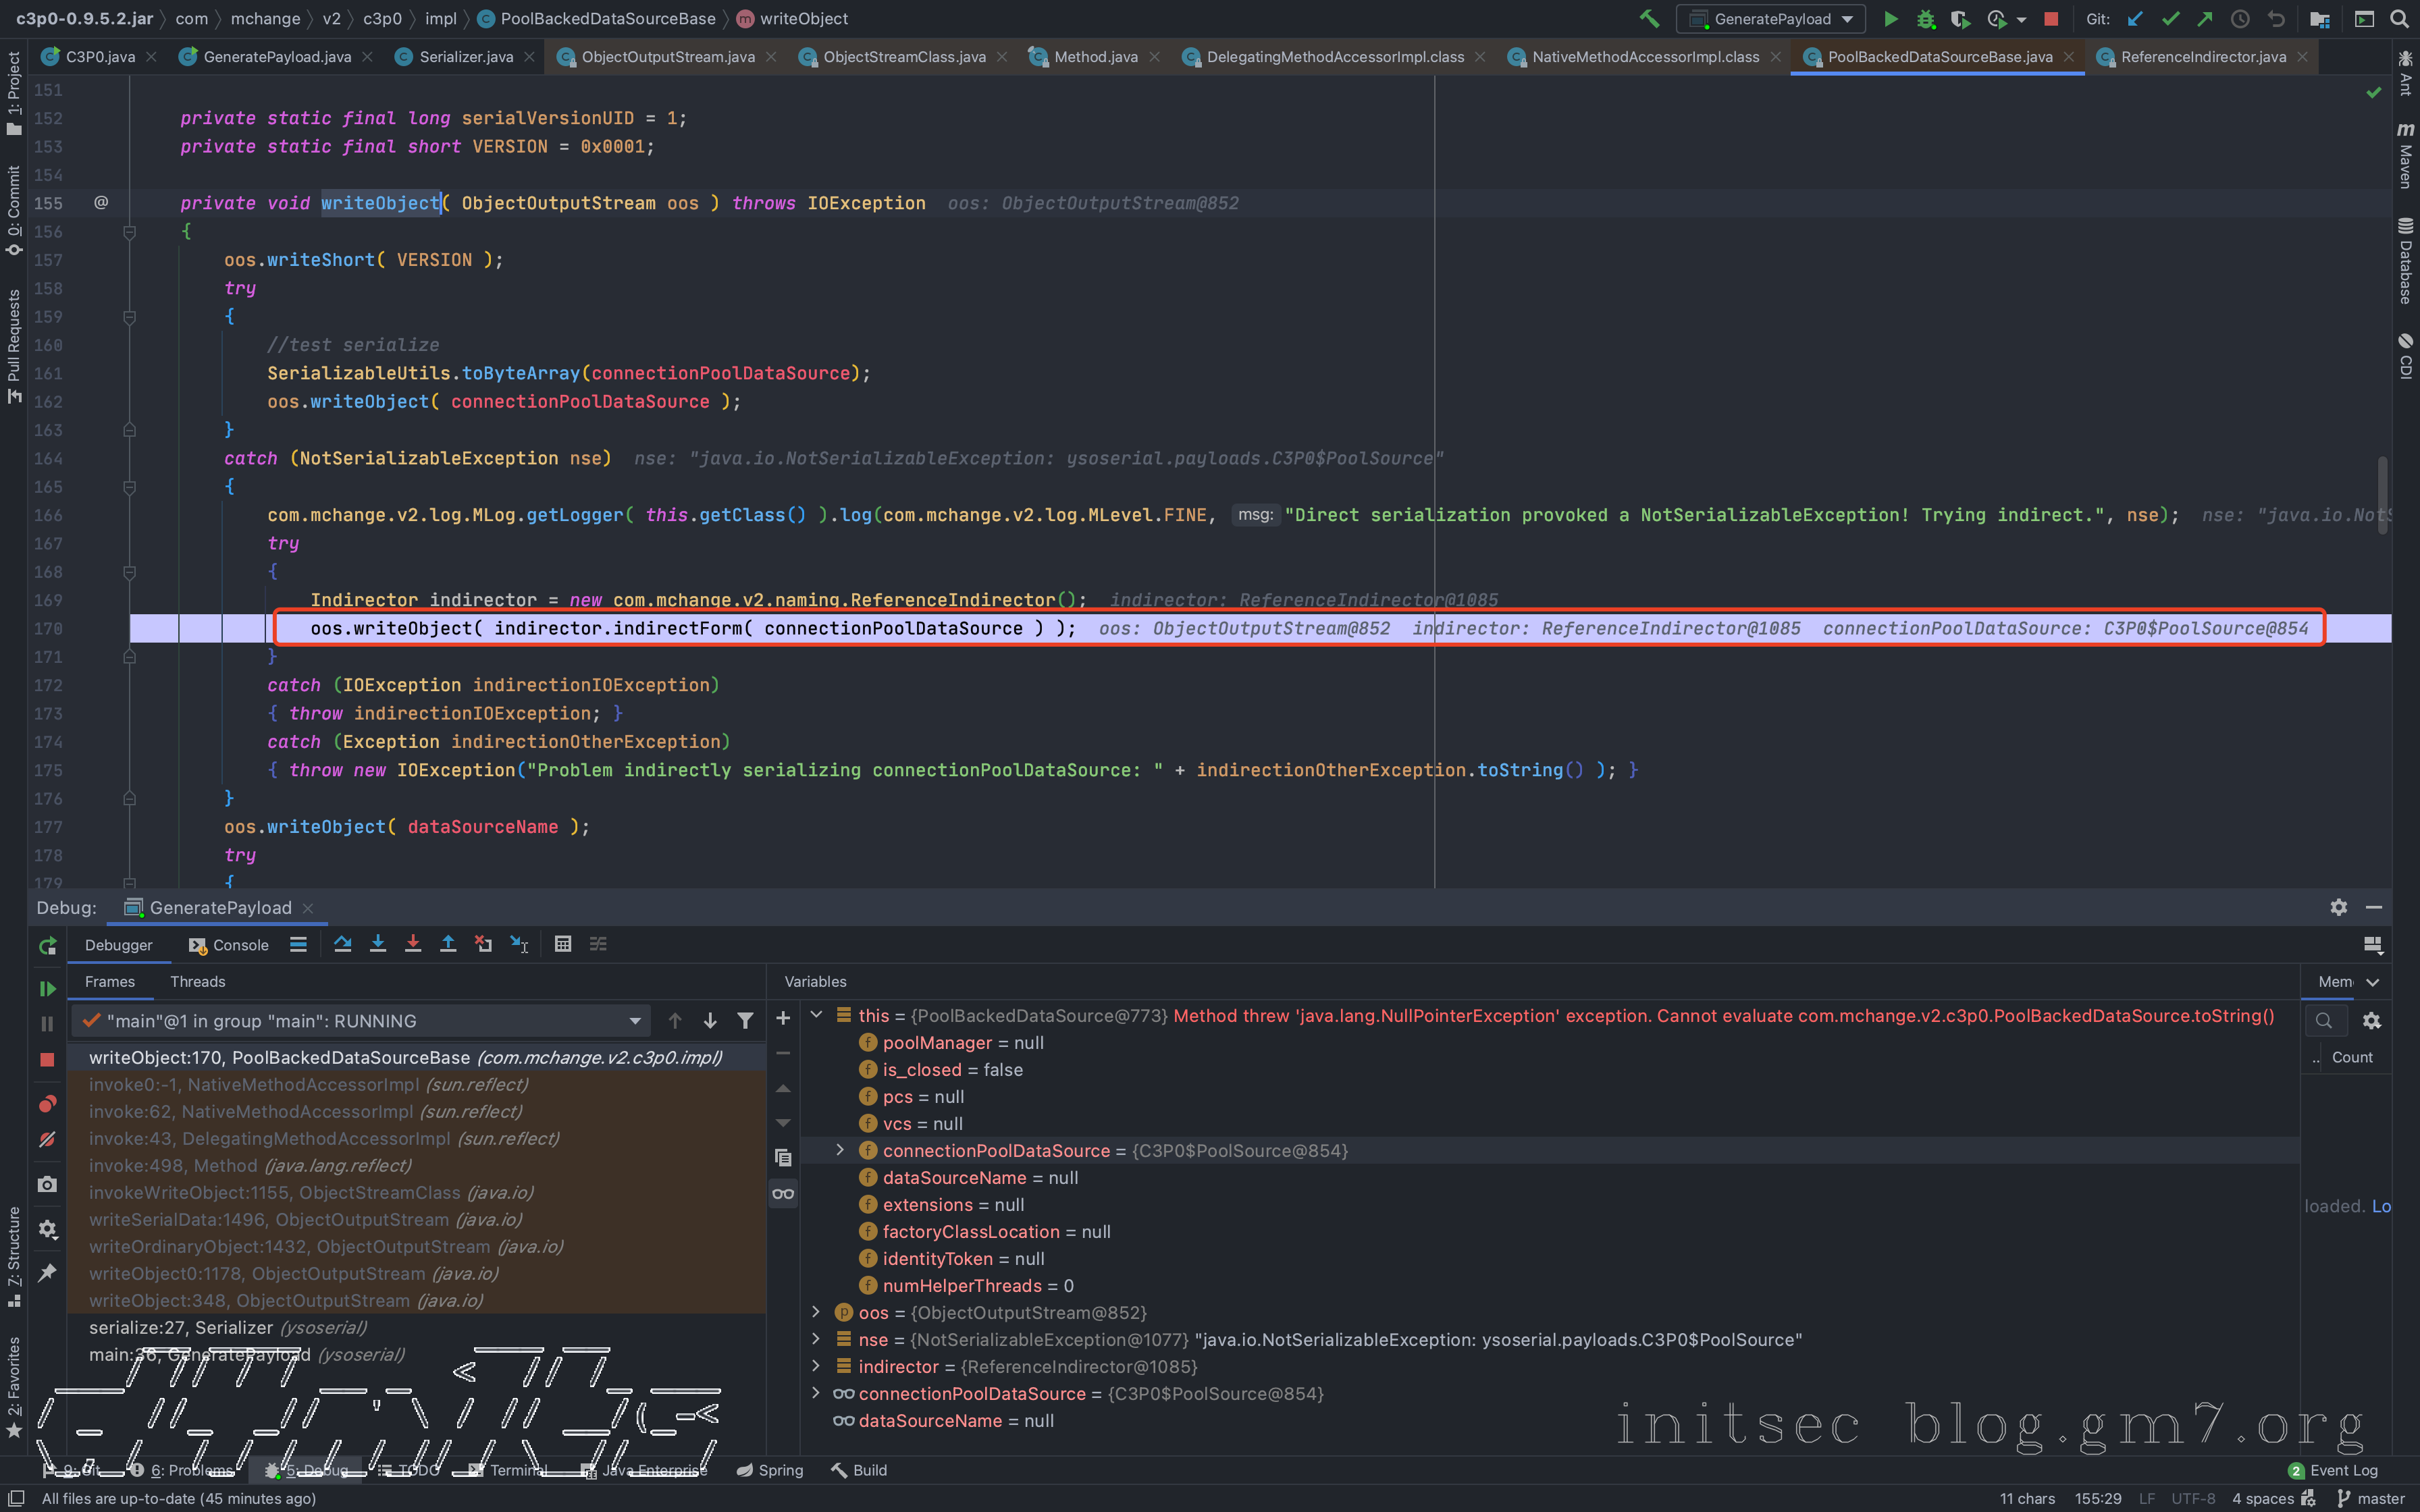 c3p0-0.9.5.2.jar com mchange v2 c3p0 impl PoolBackedDataSourceBase writeObject GeneratePayload Git:
C3P0.java GeneratePayload.java Serializer.java ObjectOutputStream.java ObjectStreamClass.java Method.java DelegatingMethodAccessorImpl.class NativeMethodAccessorImpl.class PoolBackedDataSourceBase.java ReferenceIndirector.java
1: Project
0: Commit
Pull Requests
7: Structure
2: Favorites
Ant
Maven
Database
CDI
151
152 private static final long serialVersionUID = 1;
153 private static final short VERSION = 0x0001;
154
155 @ private void writeObject( ObjectOutputStream oos ) throws IOException oos: ObjectOutputStream@852
156 {
157 oos.writeShort( VERSION );
158 try
159 {
160 //test serialize
161 SerializableUtils.toByteArray(connectionPoolDataSource);
162 oos.writeObject( connectionPoolDataSource );
163 }
164 catch (NotSerializableException nse) nse: "java.io.NotSerializableException: ysoserial.payloads.C3P0$PoolSource"
165 {
166 com.mchange.v2.log.MLog.getLogger( this.getClass() ).log(com.mchange.v2.log.MLevel.FINE, msg: "Direct serialization provoked a NotSerializableException! Trying indirect.", nse); nse: "java.io.NotS
167 try
168 {
169 Indirector indirector = new com.mchange.v2.naming.ReferenceIndirector(); indirector: ReferenceIndirector@1085
170 oos.writeObject( indirector.indirectForm( connectionPoolDataSource ) ); oos: ObjectOutputStream@852 indirector: ReferenceIndirector@1085 connectionPoolDataSource: C3P0$PoolSource@854
171 }
172 catch (IOException indirectionIOException)
173 { throw indirectionIOException; }
174 catch (Exception indirectionOtherException)
175 { throw new IOException("Problem indirectly serializing connectionPoolDataSource: " + indirectionOtherException.toString() ); }
176 }
177 oos.writeObject( dataSourceName );
178 try
179 {
Debug: GeneratePayload
Debugger Console
Frames Threads
"main"@1 in group "main": RUNNING
writeObject:170, PoolBackedDataSourceBase (com.mchange.v2.c3p0.impl)
invoke0:-1, NativeMethodAccessorImpl (sun.reflect)
invoke:62, NativeMethodAccessorImpl (sun.reflect)
invoke:43, DelegatingMethodAccessorImpl (sun.reflect)
invoke:498, Method (java.lang.reflect)
invokeWriteObject:1155, ObjectStreamClass (java.io)
writeSerialData:1496, ObjectOutputStream (java.io)
writeOrdinaryObject:1432, ObjectOutputStream (java.io)
writeObject0:1178, ObjectOutputStream (java.io)
writeObject:348, ObjectOutputStream (java.io)
serialize:27, Serializer (ysoserial)
main:36, GeneratePayload (ysoserial)
Variables
this = {PoolBackedDataSource@773} Method threw 'java.lang.NullPointerException' exception. Cannot evaluate com.mchange.v2.c3p0.PoolBackedDataSource.toString()
poolManager = null
is_closed = false
pcs = null
vcs = null
connectionPoolDataSource = {C3P0$PoolSource@854}
dataSourceName = null
extensions = null
factoryClassLocation = null
identityToken = null
numHelperThreads = 0
oos = {ObjectOutputStream@852}
nse = {NotSerializableException@1077} "java.io.NotSerializableException: ysoserial.payloads.C3P0$PoolSource"
indirector = {ReferenceIndirector@1085}
connectionPoolDataSource = {C3P0$PoolSource@854}
dataSourceName = null
Mem
.. Count
loaded. Lo
initsec blog.gm7.org
9: Git 6: Problems 5: Debug TODO Terminal Java Enterprise Spring Build 2 Event Log
All files are up-to-date (45 minutes ago) 11 chars 155:29 LF UTF-8 4 spaces master